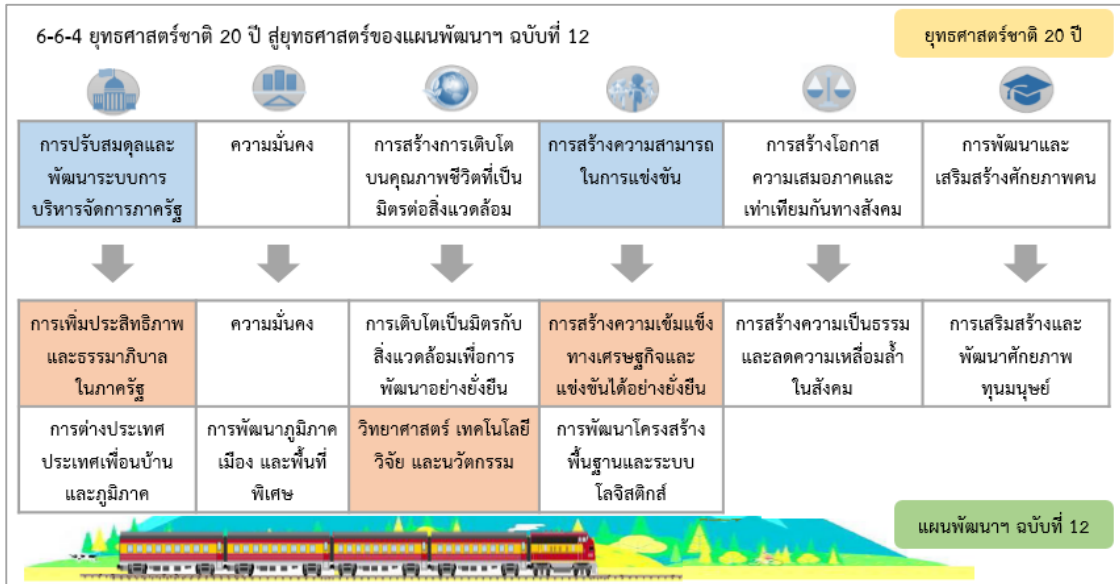 6-6-4 ยุทธศาสตร์ชาติ 20 ปี สู่ยุทธศาสตร์ของแผนพัฒนาฯ ฉบับที่ 12
ยุทธศาสตร์ชาติ 20 ปี
การปรับสมดุลและ
พัฒนาระบบการ
บริหารจัดการภาครัฐ
ความมั่นคง
การสร้างการเติบโต
บนคุณภาพชีวิตที่เป็น
มิตรต่อสิ่งแวดล้อม
การสร้างความสามารถ
ในการแข่งขัน
การสร้างโอกาส
ความเสมอภาคและ
เท่าเทียมกันทางสังคม
การพัฒนาและ
เสริมสร้างศักยภาพคน
การเพิ่มประสิทธิภาพ
และธรรมาภิบาล
ในภาครัฐ
ความมั่นคง
การเติบโตเป็นมิตรกับ
สิ่งแวดล้อมเพื่อการ
พัฒนาอย่างยั่งยืน
การสร้างความเข้มแข็ง
ทางเศรษฐกิจและ
แข่งขันได้อย่างยั่งยืน
การสร้างความเป็นธรรม
และลดความเหลื่อมล้ำ
ในสังคม
การเสริมสร้างและ
พัฒนาศักยภาพ
ทุนมนุษย์
การต่างประเทศ
ประเทศเพื่อนบ้าน
และภูมิภาค
การพัฒนาภูมิภาค
เมือง และพื้นที่
พิเศษ
วิทยาศาสตร์ เทคโนโลยี
วิจัย และนวัตกรรม
การพัฒนาโครงสร้าง
พื้นฐานและระบบ
โลจิสติกส์
แผนพัฒนาฯ ฉบับที่ 12